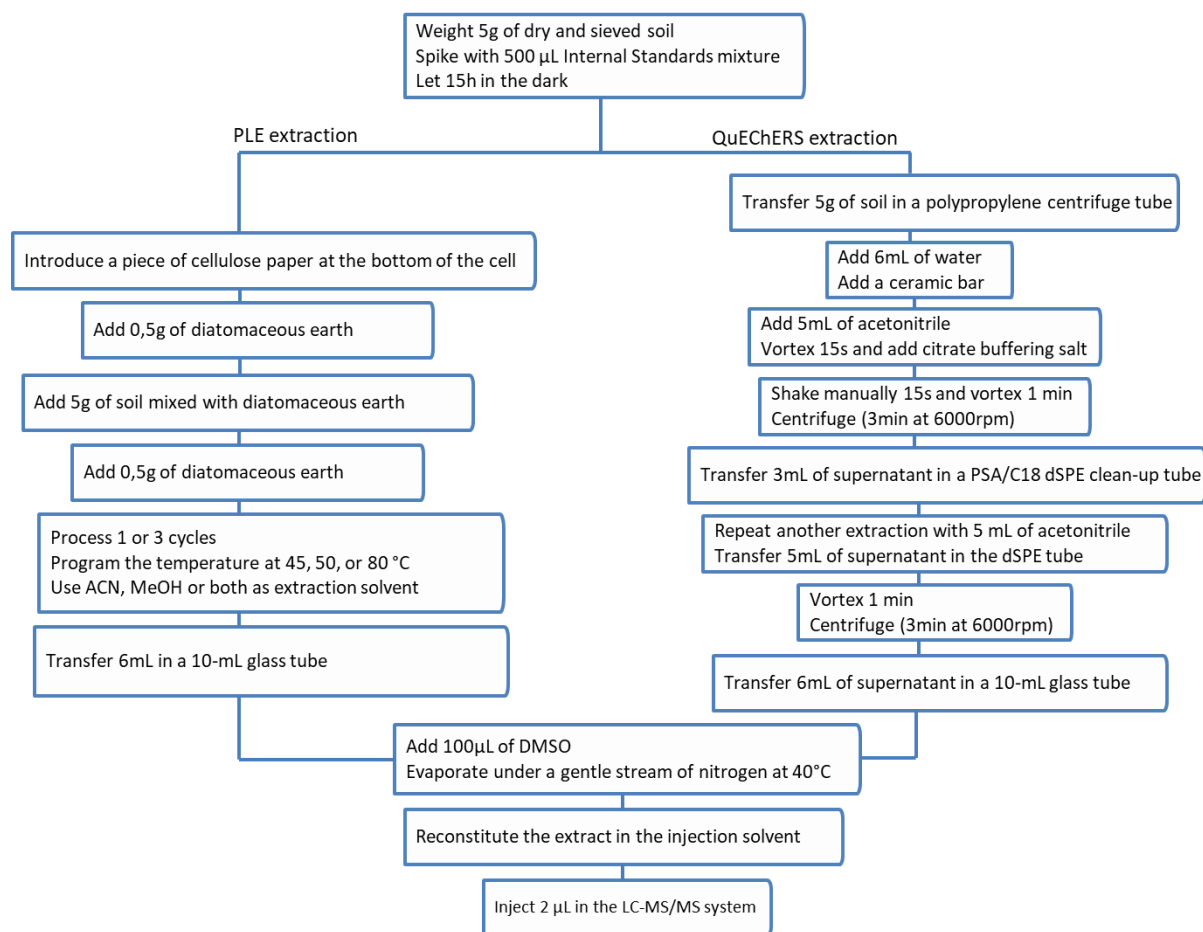 Weight 5g of dry and sieved soil
Spike with 500 µL Internal Standards mixture
Let 15h in the dark
PLE extraction
Introduce a piece of cellulose paper at the bottom of the cell
Add 0,5g of diatomaceous earth
Add 5g of soil mixed with diatomaceous earth
Add 0,5g of diatomaceous earth
Process 1 or 3 cycles
Program the temperature at 45, 50, or 80 °C
Use ACN, MeOH or both as extraction solvent
Transfer 6mL in a 10-mL glass tube
QuEChERS extraction
Transfer 5g of soil in a polypropylene centrifuge tube
Add 6mL of water
Add a ceramic bar
Add 5mL of acetonitrile
Vortex 15s and add citrate buffering salt
Shake manually 15s and vortex 1 min
Centrifuge (3min at 6000rpm)
Transfer 3mL of supernatant in a PSA/C18 dSPE clean-up tube
Repeat another extraction with 5 mL of acetonitrile
Transfer 5mL of supernatant in the dSPE tube
Vortex 1 min
Centrifuge (3min at 6000rpm)
Transfer 6mL of supernatant in a 10-mL glass tube
Add 100µL of DMSO
Evaporate under a gentle stream of nitrogen at 40°C
Reconstitute the extract in the injection solvent
Inject 2 µL in the LC-MS/MS system